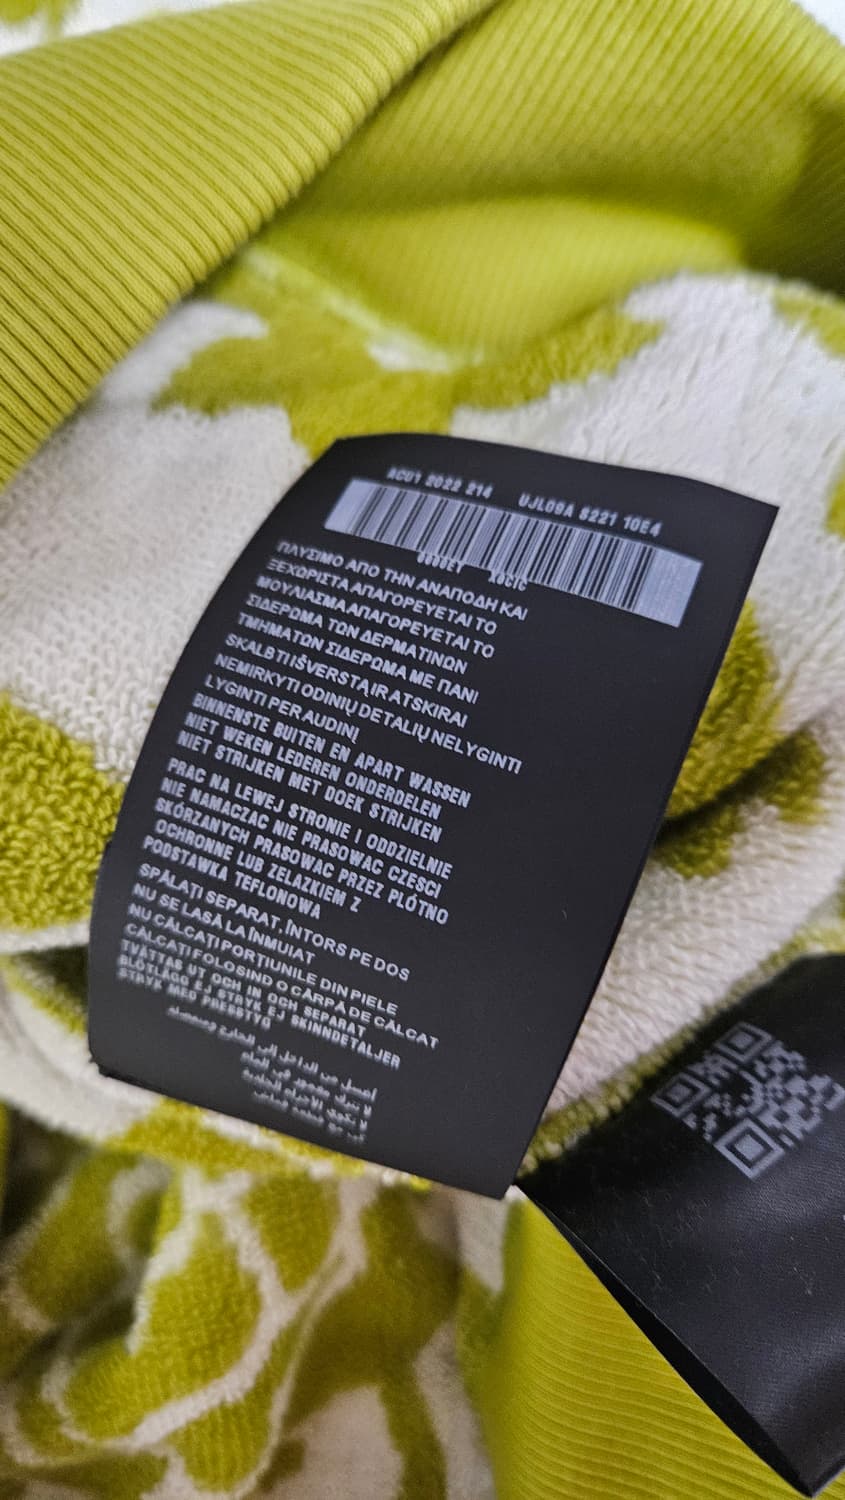 ACU1 2022 214 UJL09A S221 10E4
ΠΛΥΣΙΜΟ ΑΠΟ ΤΗΝ ΑΝΑΠΟΔΗ ΚΑΙ
ΞΕΧΩΡΙΣΤΑ ΑΠΑΓΟΡΕΥΕΤΑΙ ΤΟ
ΜΟΥΛΙΑΣΜΑ ΑΠΑΓΟΡΕΥΕΤΑΙ ΤΟ
ΣΙΔΕΡΩΜΑ ΤΩΝ ΔΕΡΜΑΤΙΝΩΝ
ΤΜΗΜΑΤΩΝ ΣΙΔΕΡΩΜΑ ΜΕ ΠΑΝΙ
SKALBTI IŠVERSTĄ IR ATSKIRAI
NEMIRKYTI ODINIŲ DETALIŲ NELYGINTI
LYGINTI PER AUDINĮ
BINNENSTE BUITEN EN APART WASSEN
NIET WEKEN LEDEREN ONDERDELEN
NIET STRIJKEN MET DOEK STRIJKEN
PRAC NA LEWEJ STRONIE I ODDZIELNIE
NIE NAMACZAC NIE PRASOWAC CZESCI
SKÓRZANYCH PRASOWAC PRZEZ PLÓTNO
OCHRONNE LUB ZELAZKIEM Z
PODSTAWKA TEFLONOWA
SPĂLAȚI SEPARAT, ÎNTORS PE DOS
NU SE LASĂ LA ÎNMUIAT
NU CĂLCAȚI PORȚIUNILE DIN PIELE
CĂLCAȚI FOLOSIND O CÂRPĂ DE CĂLCAT
TVÄTTAS UT OCH IN OCH SEPARAT
BLÖTLÄGG EJ STRYK EJ SKINNDETALJER
STRYK MED PRESSTYG